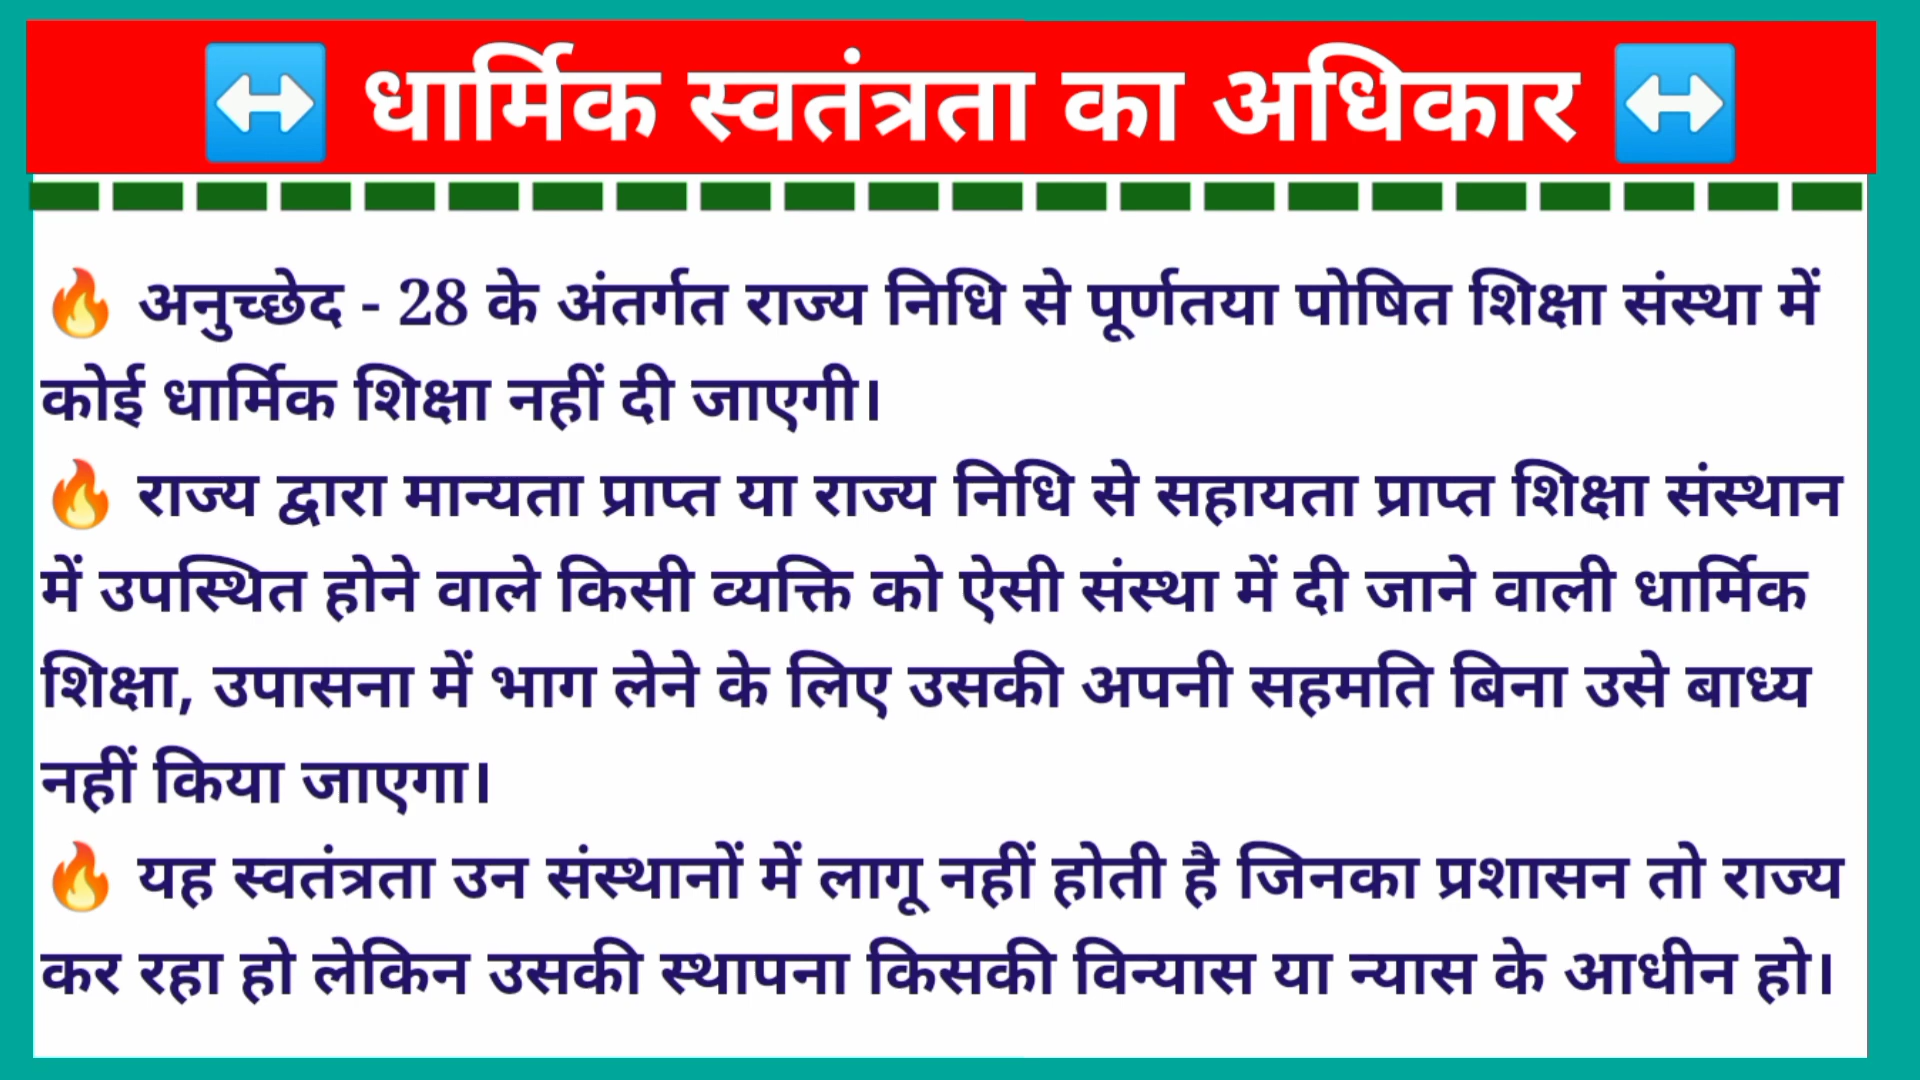 ↔️ धार्मिक स्वतंत्रता का अधिकार ↔️
🔥 अनुच्छेद - 28 के अंतर्गत राज्य निधि से पूर्णतया पोषित शिक्षा संस्था में
कोई धार्मिक शिक्षा नहीं दी जाएगी।
🔥 राज्य द्वारा मान्यता प्राप्त या राज्य निधि से सहायता प्राप्त शिक्षा संस्थान
में उपस्थित होने वाले किसी व्यक्ति को ऐसी संस्था में दी जाने वाली धार्मिक
शिक्षा, उपासना में भाग लेने के लिए उसकी अपनी सहमति बिना उसे बाध्य
नहीं किया जाएगा।
🔥 यह स्वतंत्रता उन संस्थानों में लागू नहीं होती है जिनका प्रशासन तो राज्य
कर रहा हो लेकिन उसकी स्थापना किसकी विन्यास या न्यास के आधीन हो।